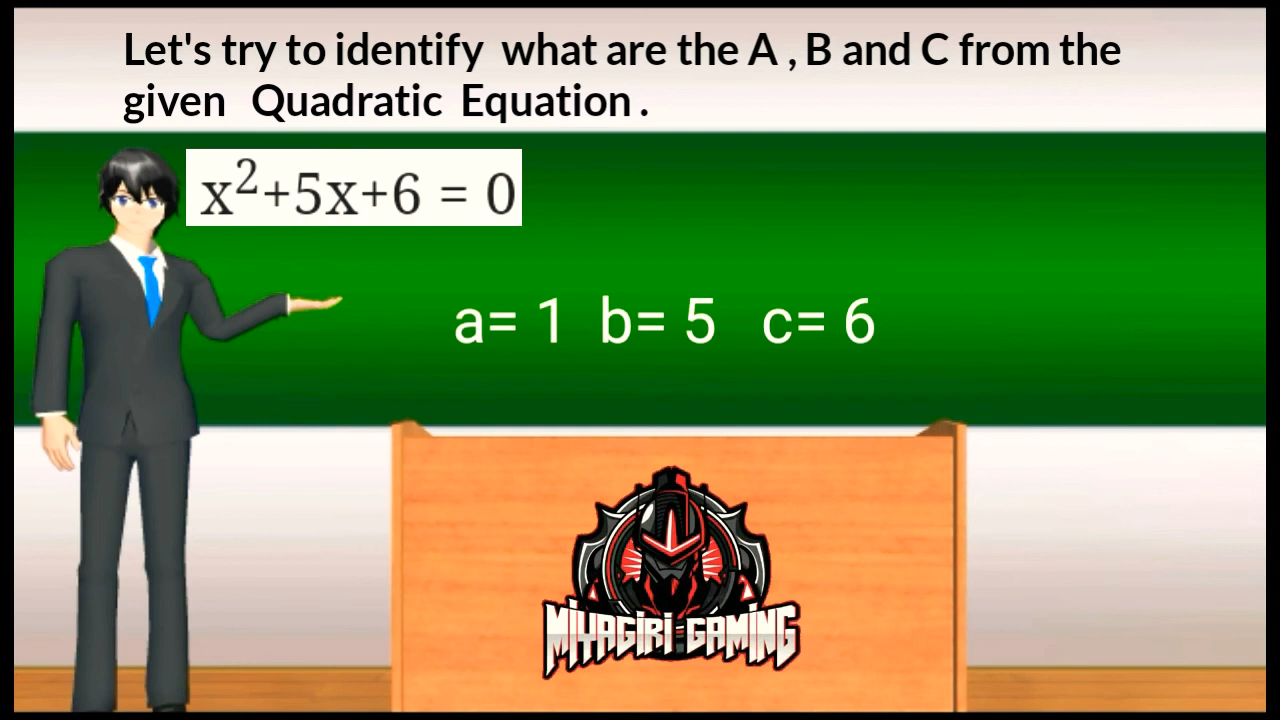 Let's try to identify what are the A , B and C from the
given Quadratic Equation .
x²+5x+6 = 0
a= 1 b= 5 c= 6
MIYAGIRI GAMING